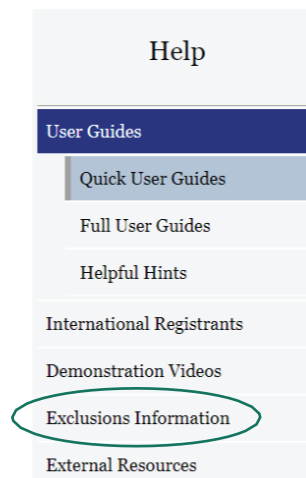 Help
User Guides
Quick User Guides
Full User Guides
Helpful Hints
International Registrants
Demonstration Videos
Exclusions Information
External Resources